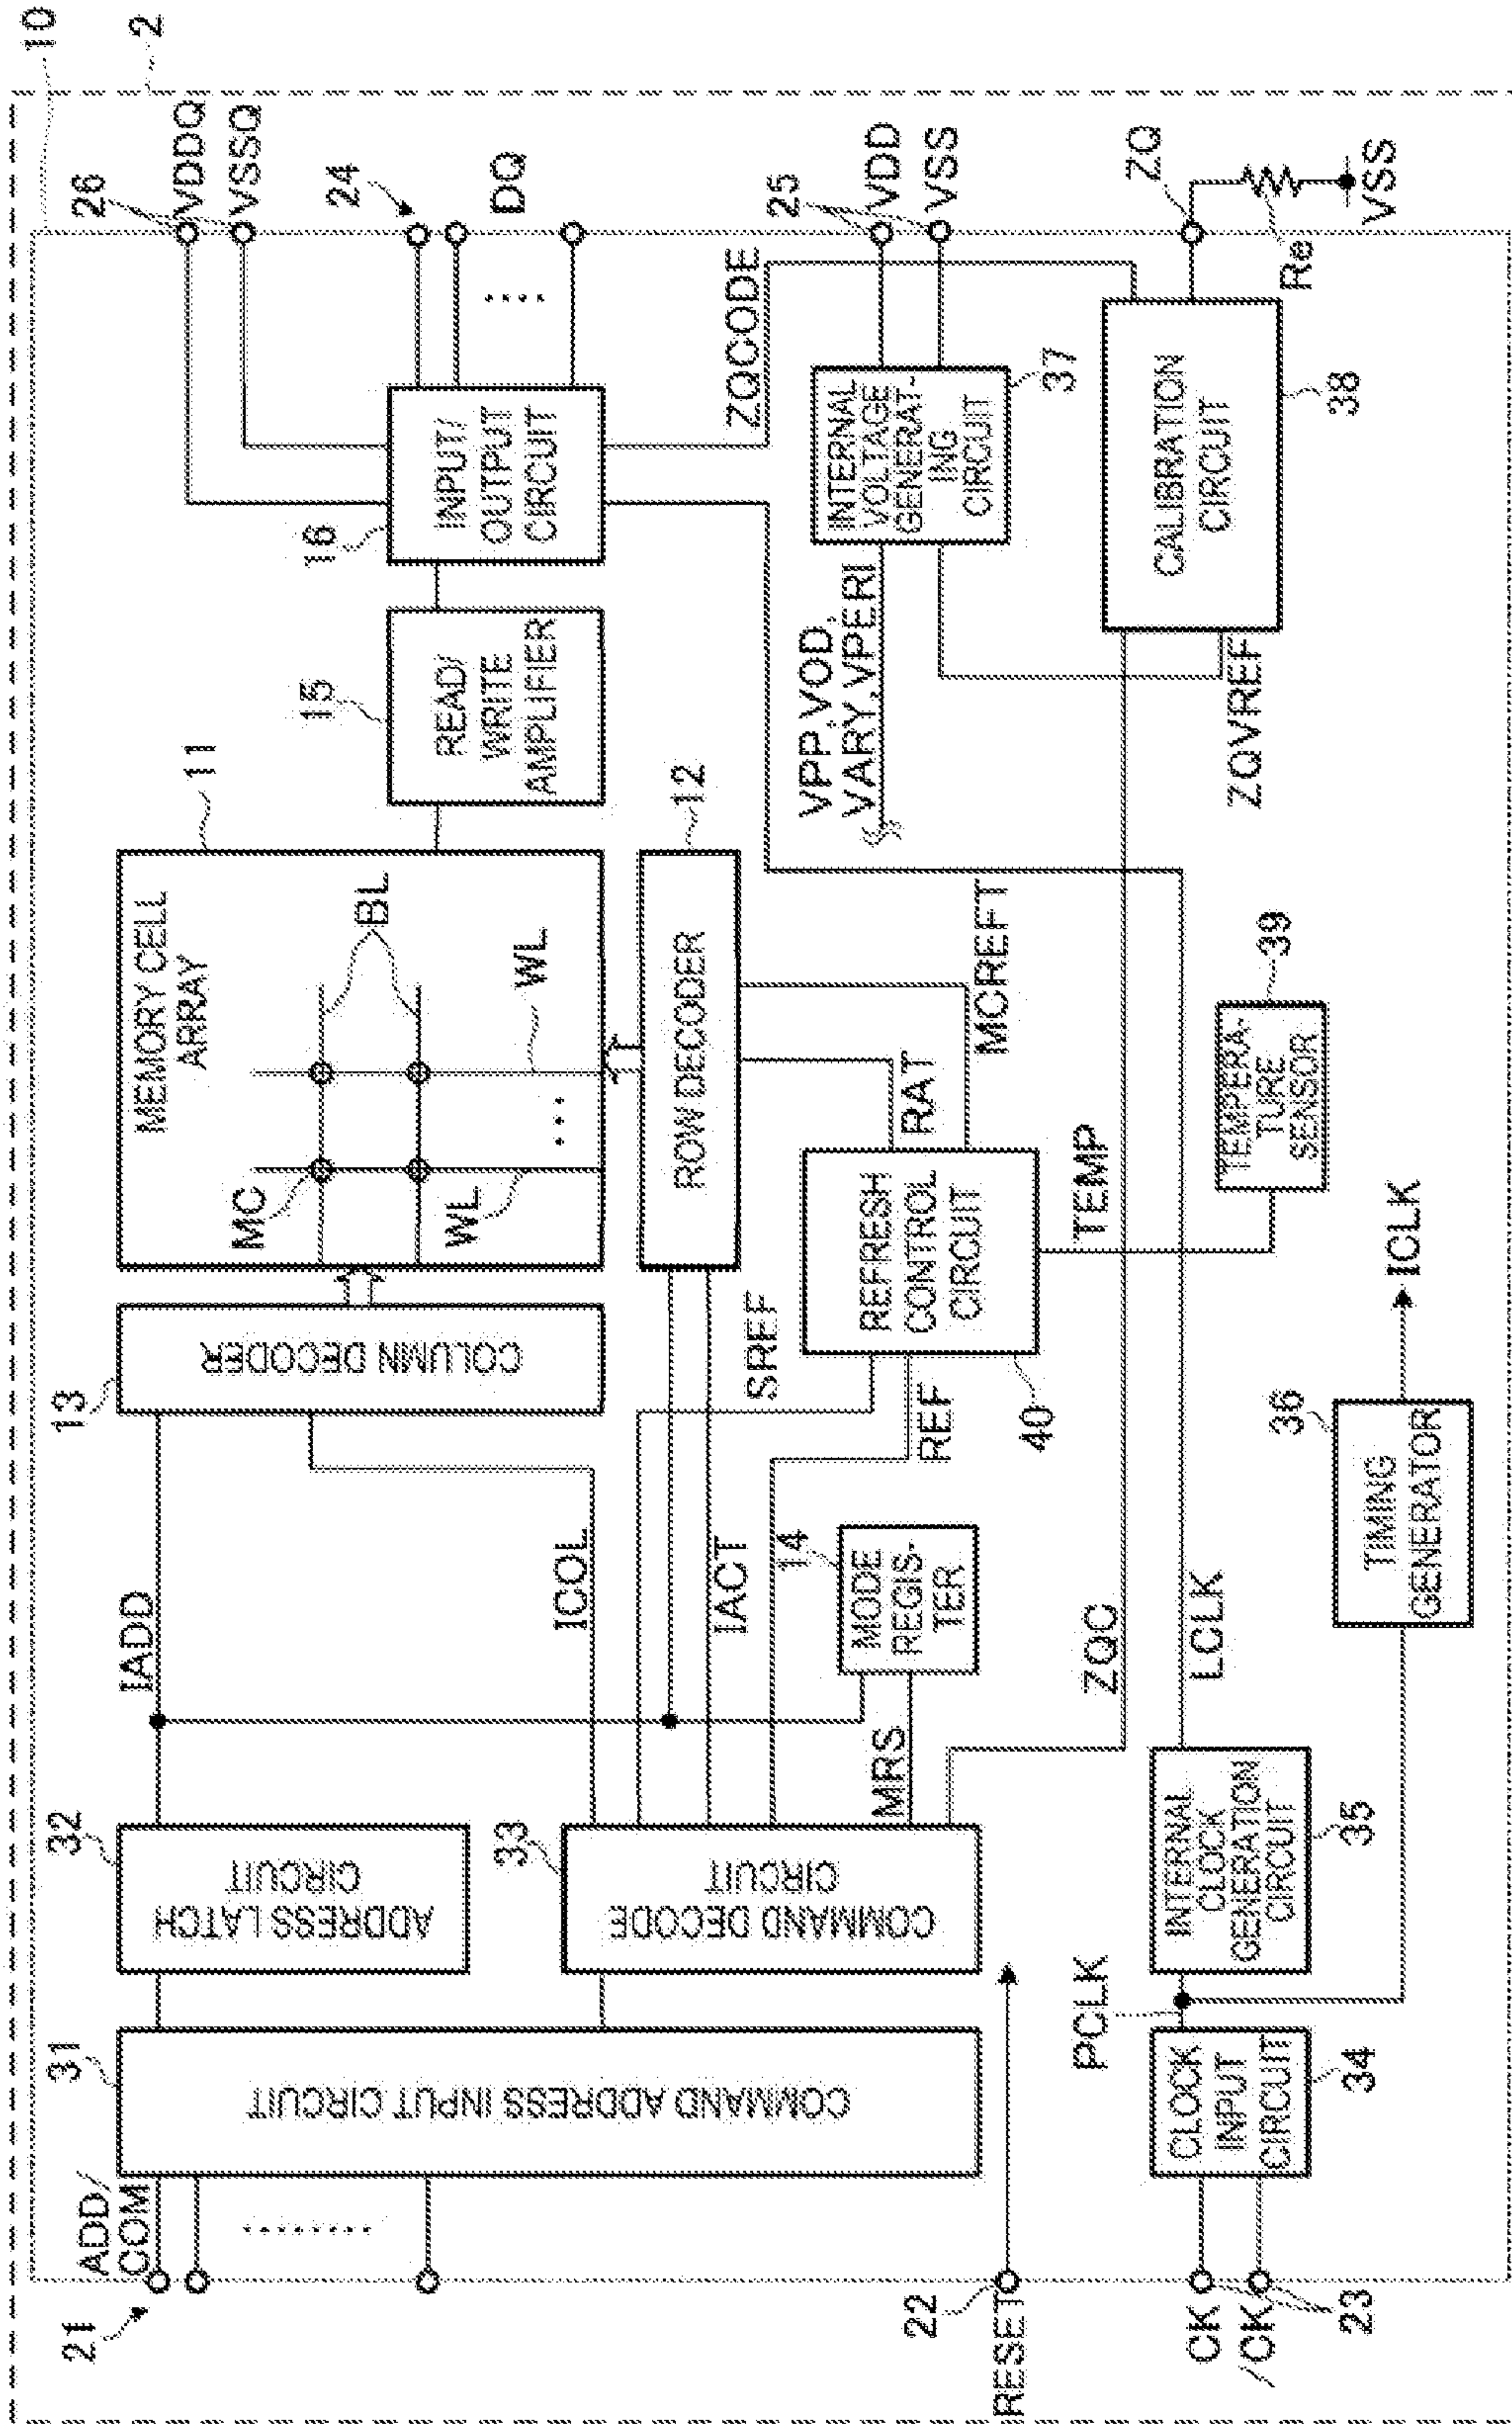 10
2
26
VDDQ
VSSQ
24
DQ
25
VDD
VSS
ZQ
Re
VSS
ZQCODE
16
INPUT/
OUTPUT
CIRCUIT
INTERNAL
VOLTAGE
GENERAT-
ING
CIRCUIT
37
CALIBRATION
CIRCUIT
38
15
READ/
WRITE
AMPLIFIER
VPP,VOD,
VARY,VPERI
ZQVREF
11
MEMORY CELL
ARRAY
BL
WL
MC
WL
12
ROW DECODER
MCREFT
RAT
39
TEMPERA-
TURE
SENSOR
TEMP
REFRESH
CONTROL
CIRCUIT
40
SREF
REF
13
COLUMN DECODER
ICLK
36
TIMING
GENERATOR
IADD
ICOL
IACT
14
MODE
REGIS-
TER
MRS
ZQC
LCLK
32
ADDRESS LATCH
CIRCUIT
33
COMMAND DECODE
CIRCUIT
INTERNAL
CLOCK
GENERATION
CIRCUIT
35
31
COMMAND ADDRESS INPUT CIRCUIT
PCLK
CLOCK
INPUT
CIRCUIT
34
ADD/
COM
21
22
RESET
CK
/CK
23